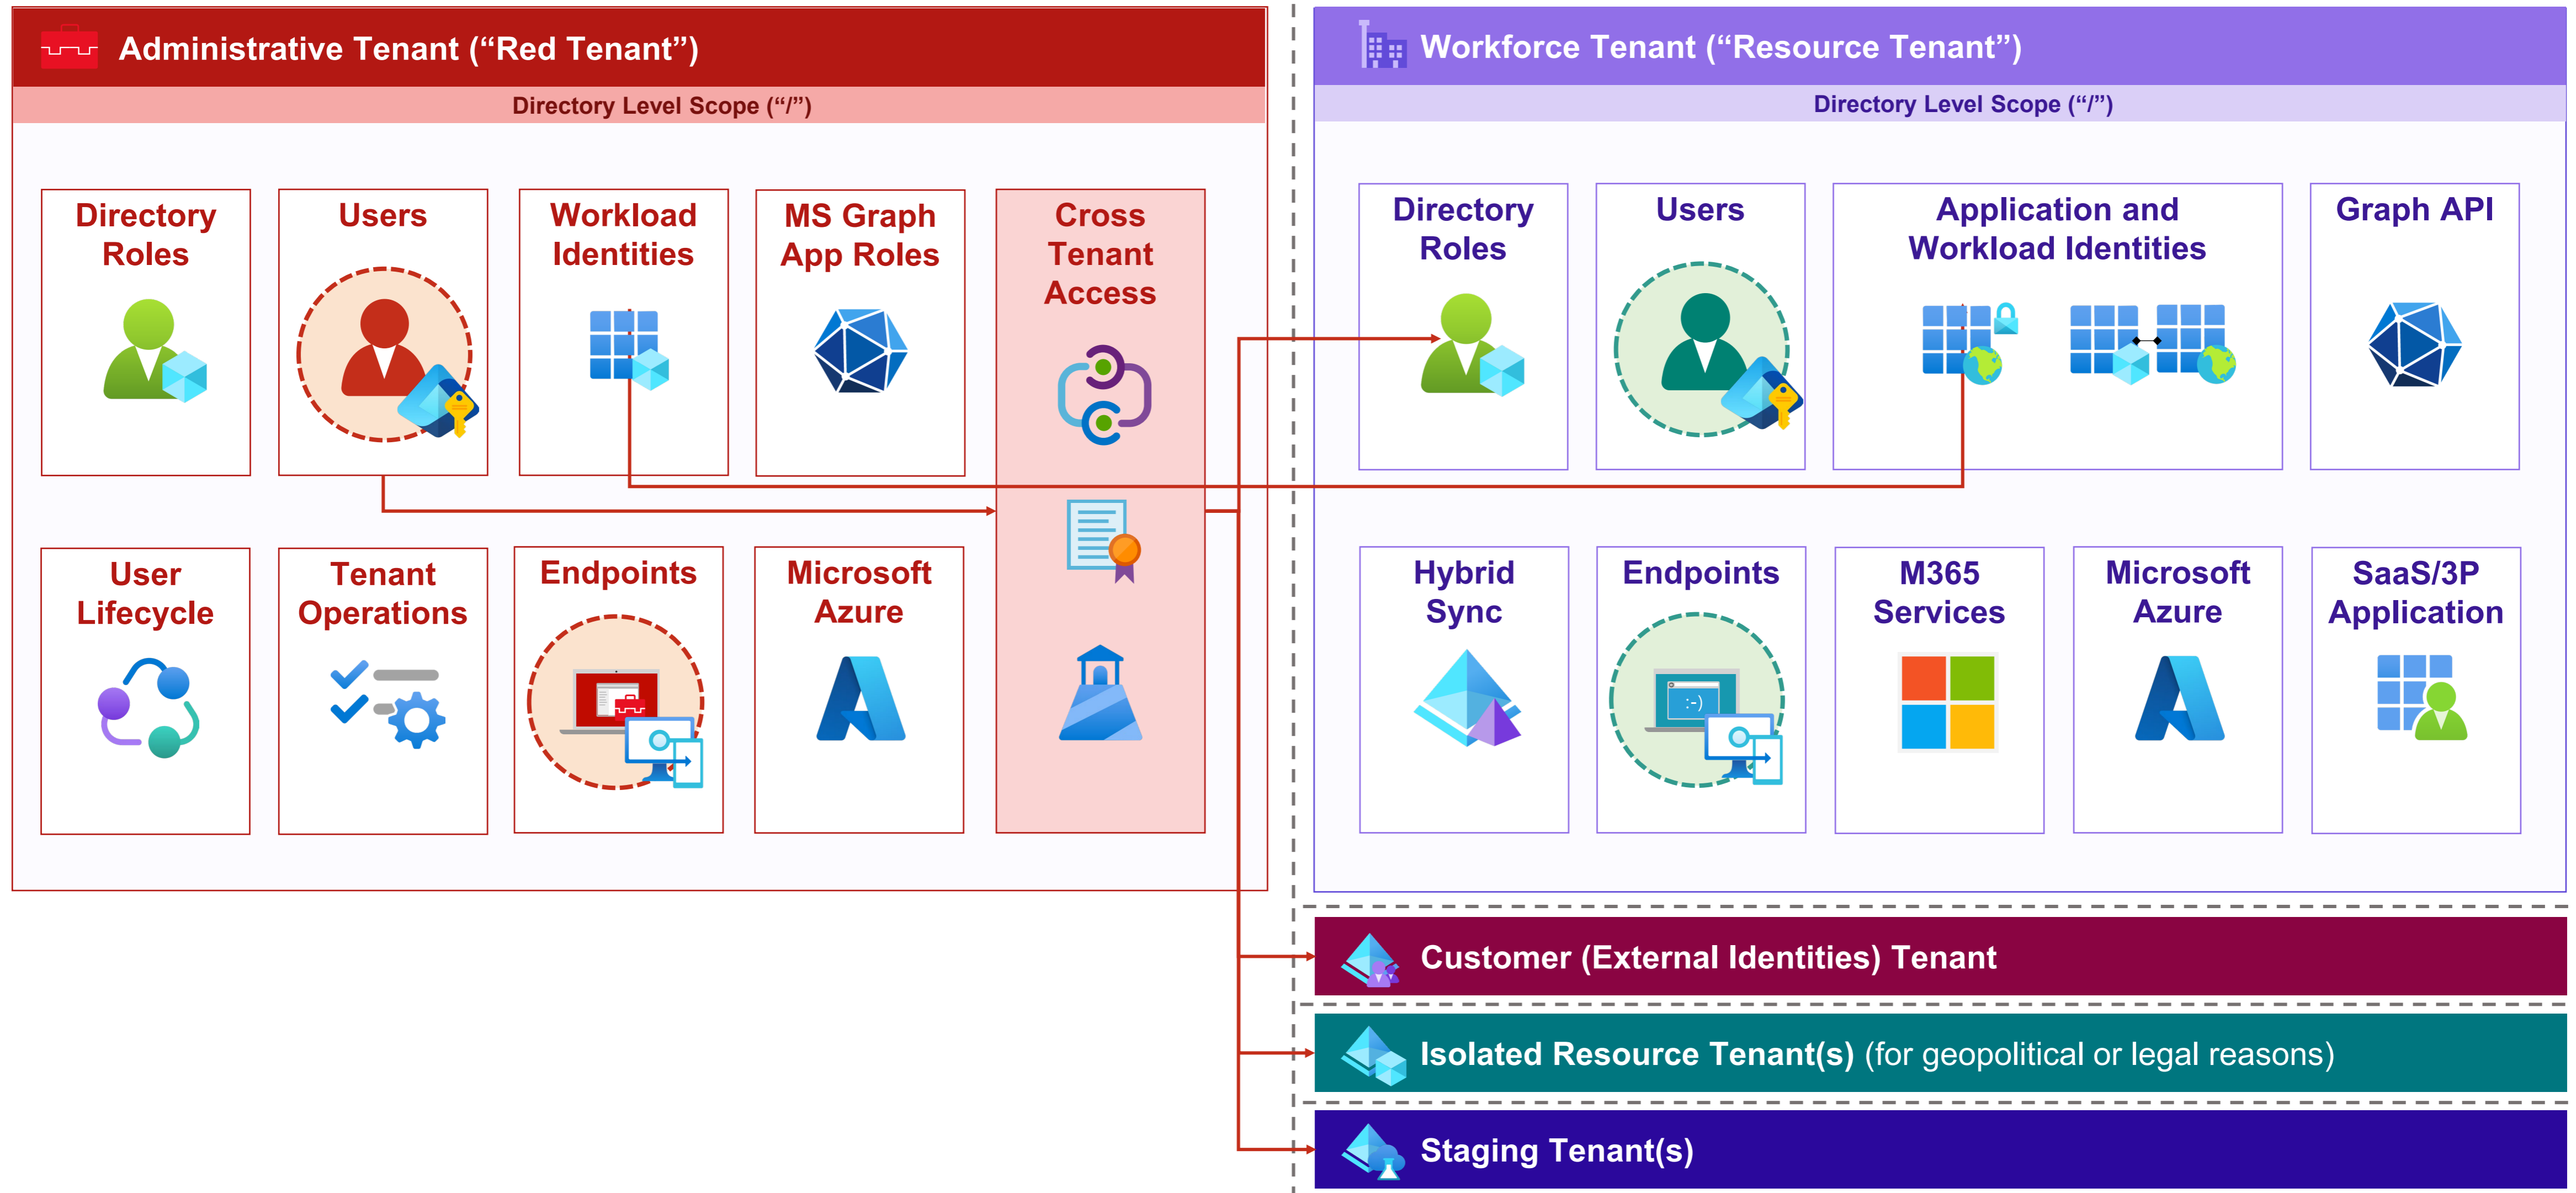 Administrative Tenant (“Red Tenant”)
Directory Level Scope (“/”)
Directory
Roles
Users
Workload
Identities
MS Graph
App Roles
Cross
Tenant
Access
User
Lifecycle
Tenant
Operations
Endpoints
Microsoft
Azure
Workforce Tenant (“Resource Tenant”)
Directory Level Scope (“/”)
Directory
Roles
Users
Application and
Workload Identities
Graph API
Hybrid
Sync
Endpoints
:-)
M365
Services
Microsoft
Azure
SaaS/3P
Application
Customer (External Identities) Tenant
Isolated Resource Tenant(s) (for geopolitical or legal reasons)
Staging Tenant(s)